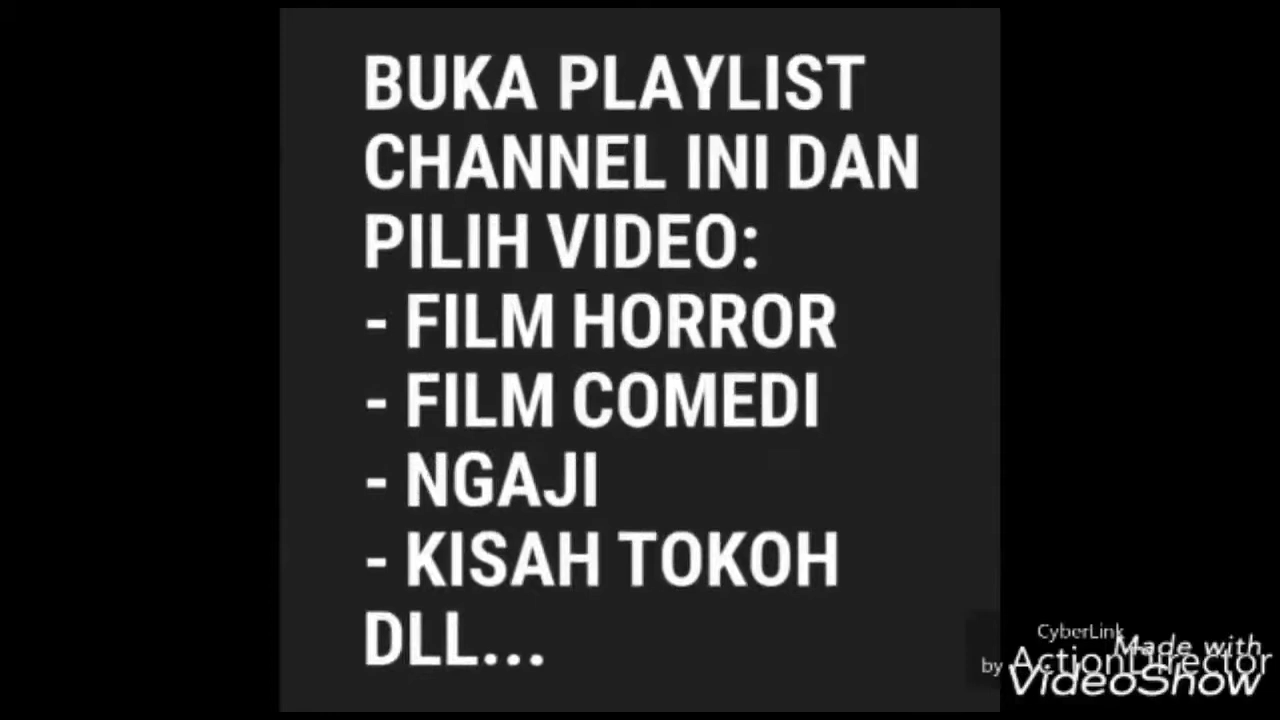 BUKA PLAYLIST
CHANNEL INI DAN
PILIH VIDEO:
- FILM HORROR
- FILM COMEDI
- NGAJI
- KISAH TOKOH
DLL...
CyberLink
by ActionDirector
Made with
VideoShow